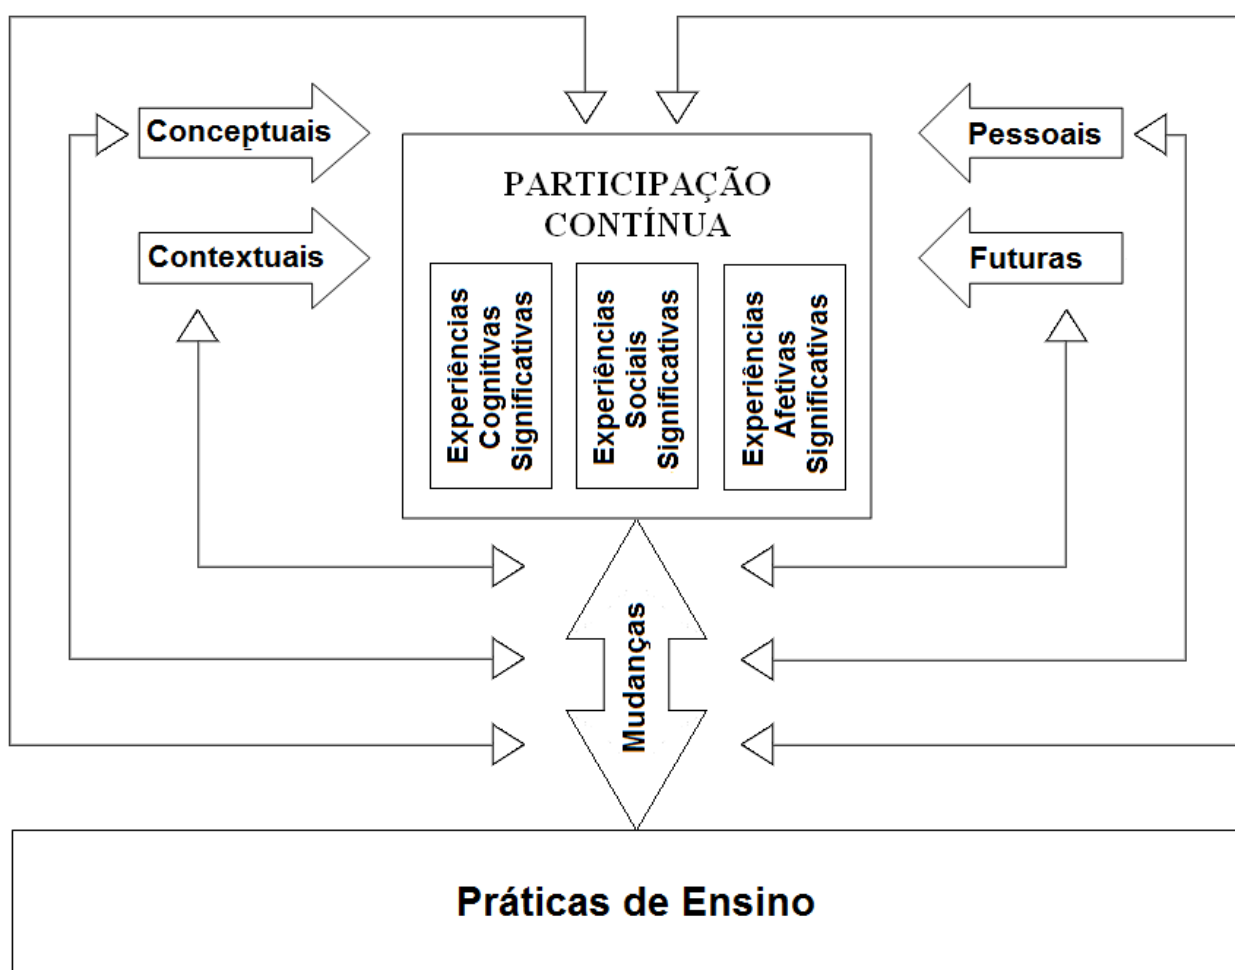 Conceptuais
Pessoais
PARTICIPAÇÃO
CONTÍNUA
Contextuais
Futuras
Experiências
Cognitivas
Significativas
Experiências
Sociais
Significativas
Experiências
Afetivas
Significativas
Mudanças
Práticas de Ensino